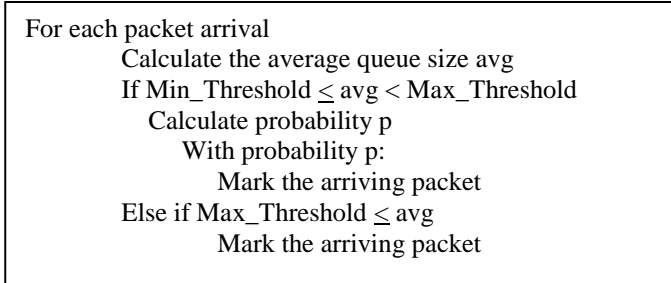 For each packet arrival
Calculate the average queue size avg
If Min_Threshold ≤ avg < Max_Threshold
Calculate probability p
With probability p:
Mark the arriving packet
Else if Max_Threshold ≤ avg
Mark the arriving packet